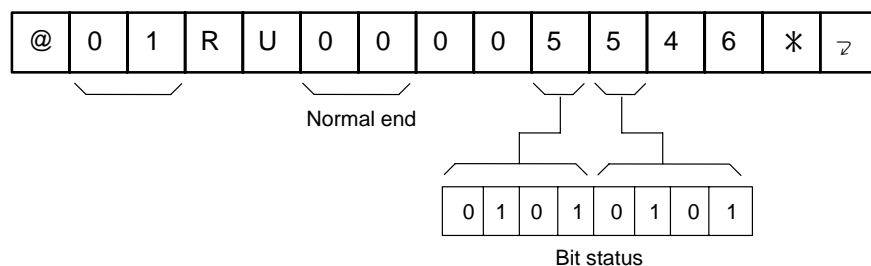 @ 0 1 R U 0 0 0 0 5 5 4 6 * ↵
Normal end
0 1 0 1 0 1 0 1
Bit status